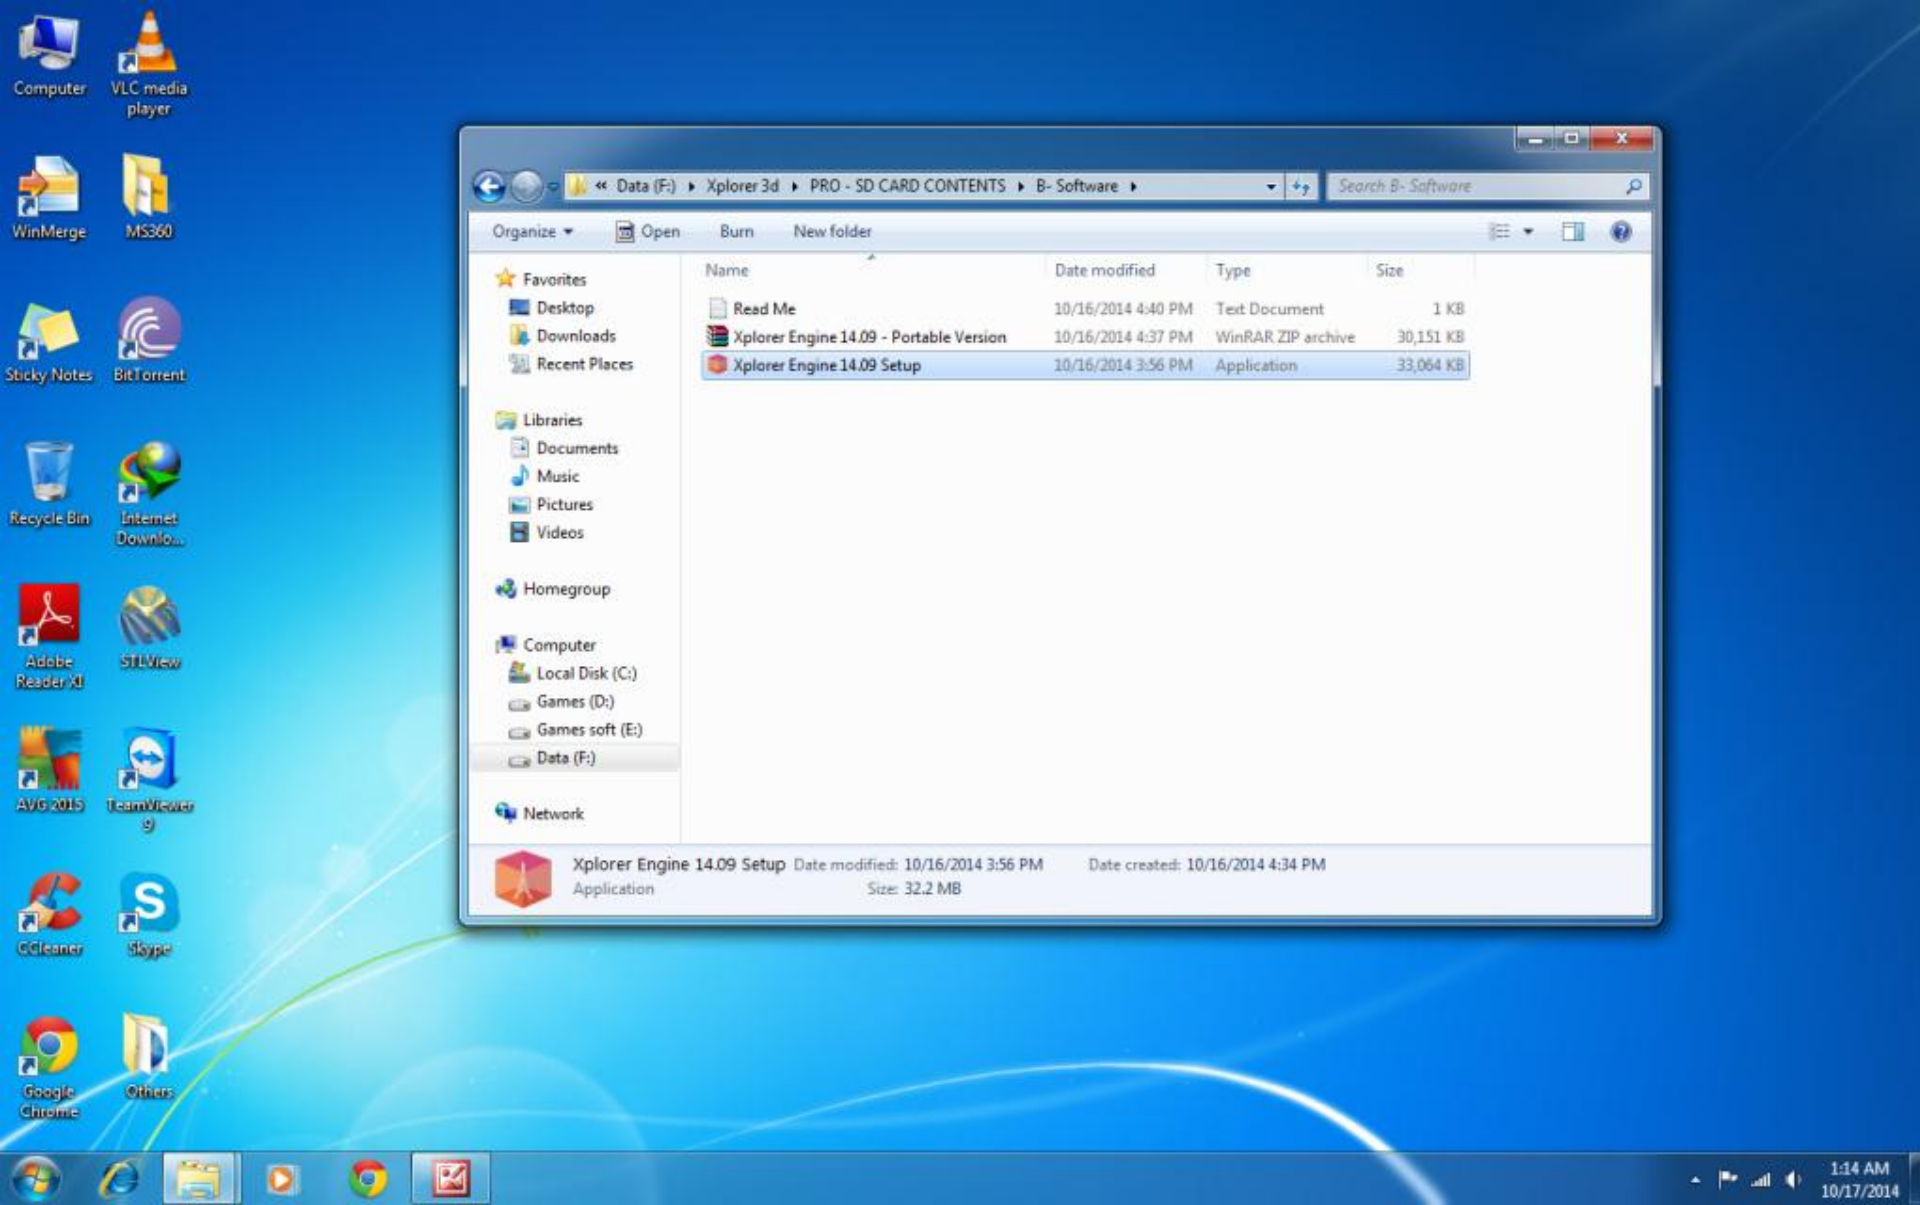 Computer
VLC media
player
WinMerge
MS360
Sticky Notes
BitTorrent
Recycle Bin
Internet
Downlo...
Adobe
Reader XI
STLView
AVG 2015
TeamViewer
9
CCleaner
Skype
Google
Chrome
Others
« Data (F:) Xplorer 3d PRO - SD CARD CONTENTS B- Software
Search B- Software
Organize Open Burn New folder
Favorites
Desktop
Downloads
Recent Places
Libraries
Documents
Music
Pictures
Videos
Homegroup
Computer
Local Disk (C:)
Games (D:)
Games soft (E:)
Data (F:)
Network
Name Date modified Type Size
Read Me 10/16/2014 4:40 PM Text Document 1 KB
Xplorer Engine 14.09 - Portable Version 10/16/2014 4:37 PM WinRAR ZIP archive 30,151 KB
Xplorer Engine 14.09 Setup 10/16/2014 3:56 PM Application 33,064 KB
Xplorer Engine 14.09 Setup Date modified: 10/16/2014 3:56 PM Date created: 10/16/2014 4:34 PM
Application Size: 32.2 MB
1:14 AM
10/17/2014